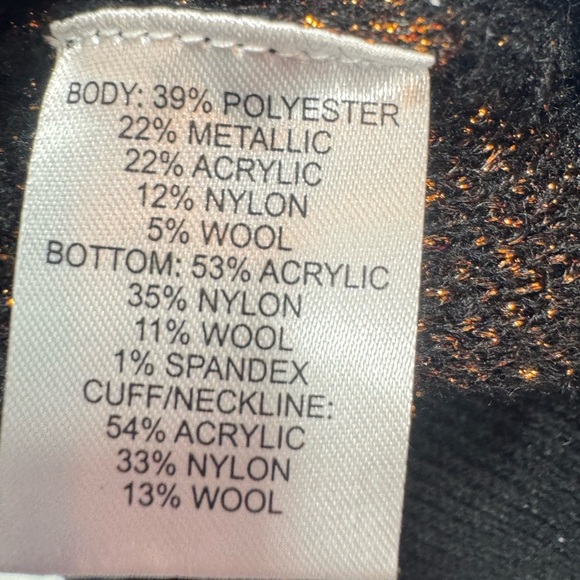 BODY: 39% POLYESTER
22% METALLIC
22% ACRYLIC
12% NYLON
5% WOOL
BOTTOM: 53% ACRYLIC
35% NYLON
11% WOOL
1% SPANDEX
CUFF/NECKLINE:
54% ACRYLIC
33% NYLON
13% WOOL